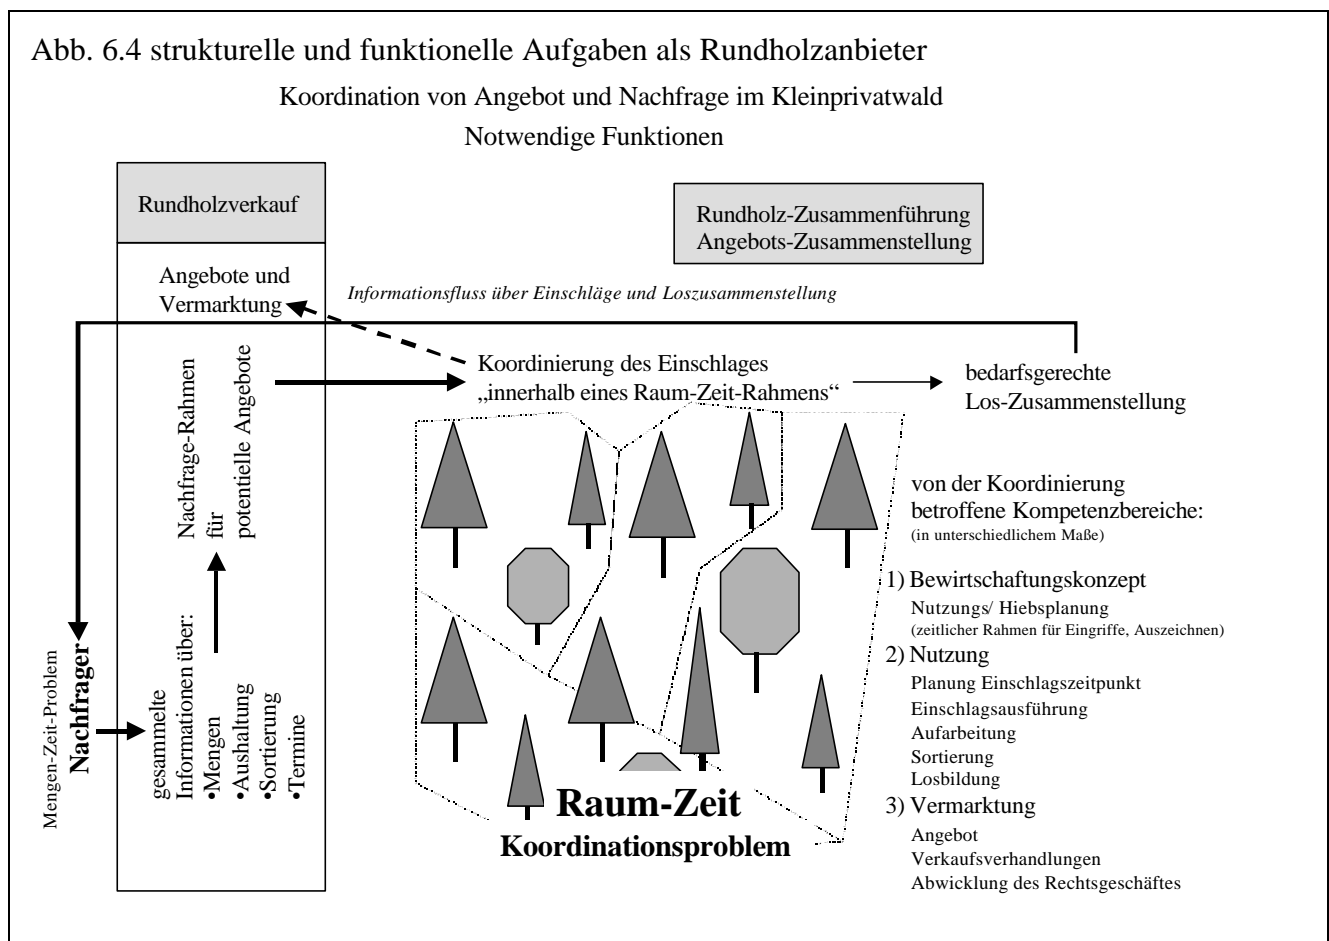 Abb. 6.4 strukturelle und funktionelle Aufgaben als Rundholzanbieter
Koordination von Angebot und Nachfrage im Kleinprivatwald
Notwendige Funktionen
Rundholzverkauf
Rundholz-Zusammenführung
Angebots-Zusammenstellung
Angebote und
Vermarktung
Informationsfluss über Einschläge und Loszusammenstellung
Nachfrage-Rahmen
für
potentielle Angebote
Koordinierung des Einschlages
„innerhalb eines Raum-Zeit-Rahmens“
bedarfsgerechte
Los-Zusammenstellung
Mengen-Zeit-Problem
Nachfrager
gesammelte
Informationen über:
•Mengen
•Aushaltung
•Sortierung
•Termine
von der Koordinierung
betroffene Kompetenzbereiche:
(in unterschiedlichem Maße)
1) Bewirtschaftungskonzept
Nutzungs/ Hiebsplanung
(zeitlicher Rahmen für Eingriffe, Auszeichnen)
2) Nutzung
Planung Einschlagszeitpunkt
Einschlagsausführung
Aufarbeitung
Sortierung
Losbildung
3) Vermarktung
Angebot
Verkaufsverhandlungen
Abwicklung des Rechtsgeschäftes
Raum-Zeit
Koordinationsproblem